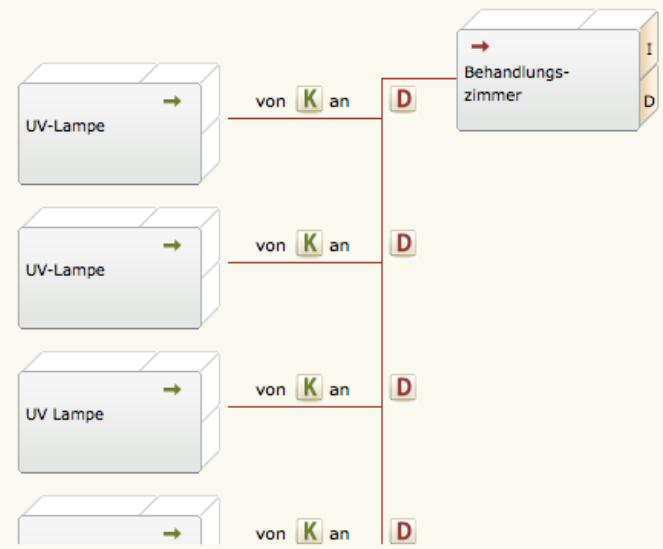 Behandlungs-
zimmer
I
D
UV-Lampe
von K an D
UV-Lampe
von K an D
UV Lampe
von K an D
von K an D